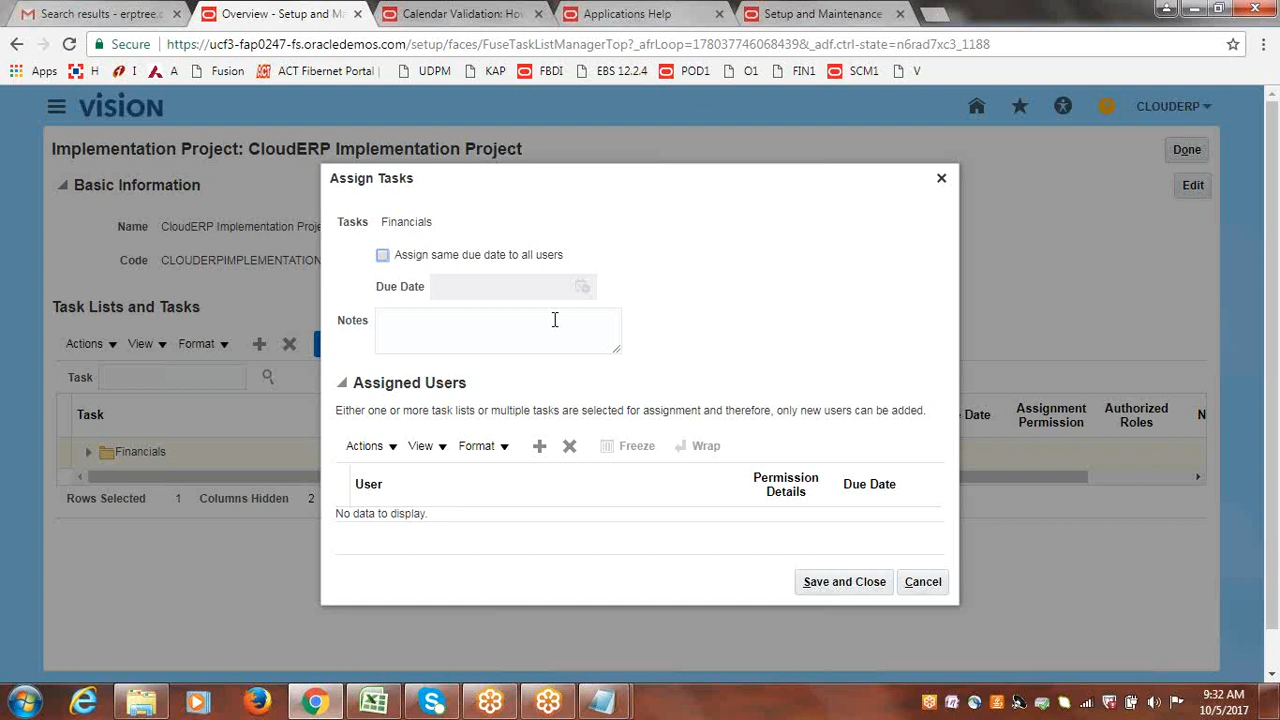 Search results - erptree.c
Overview - Setup and Ma
Calendar Validation: Ho
Applications Help
Setup and Maintenance
Secure
https://ucf3-fap0247-fs.oracledemos.com/setup/faces/FuseTaskListManagerTop?_afrLoop=1780377460684398&_adf.ctrl-state=n6rad7xc3_1188
Apps
H
I
A
Fusion
ACT Fibernet Portal
UDPM
KAP
FBDI
EBS 12.2.4
POD1
O1
FIN1
SCM1
V
VISION
CLOUDERP
Implementation Project: CloudERP Implementation Project
Done
Basic Information
Edit
Name CloudERP Implementation Proje
Code CLOUDERPIMPLEMENTATION
Task Lists and Tasks
Actions View Format
Task
Task
Date
Assignment
Permission
Authorized
Roles
N
Financials
Rows Selected 1 Columns Hidden 2
Assign Tasks
Tasks Financials
Assign same due date to all users
Due Date
Notes
Assigned Users
Either one or more task lists or multiple tasks are selected for assignment and therefore, only new users can be added.
Actions View Format Freeze Wrap
User
Permission
Details
Due Date
No data to display.
Save and Close Cancel
9:32 AM
10/5/2017